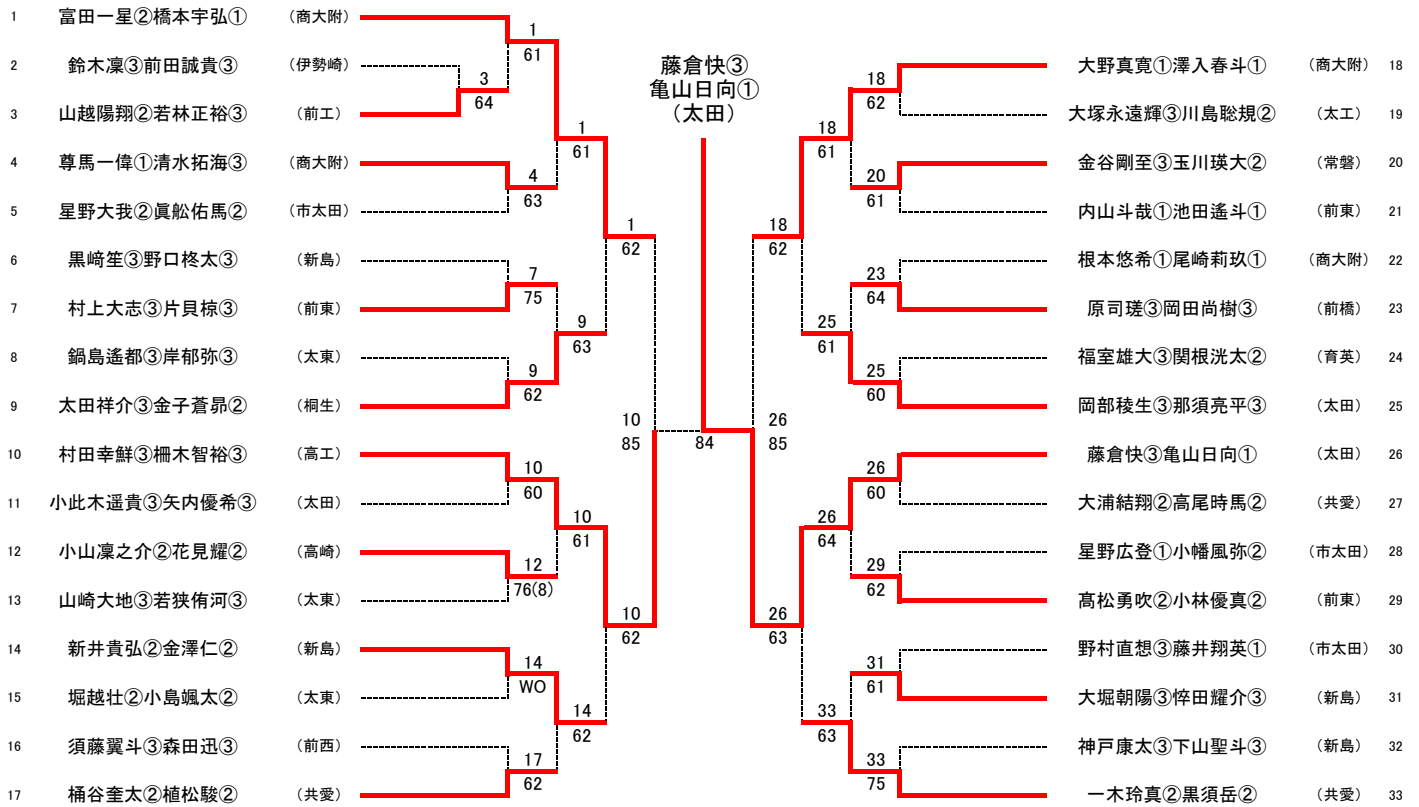 1 富田一星②橋本宇弘① (商大附)
2 鈴木凜③前田誠貴③ (伊勢崎)
3 山越陽翔②若林正裕③ (前工)
4 尊馬一偉①清水拓海③ (商大附)
5 星野大我②眞舩佑馬② (市太田)
6 黒﨑笙③野口柊太③ (新島)
7 村上大志③片貝椋③ (前東)
8 鍋島遙都③岸郁弥③ (太東)
9 太田祥介③金子蒼昴② (桐生)
10 村田幸鮮③柵木智裕③ (高工)
11 小此木遥貴③矢内優希③ (太田)
12 小山凜之介②花見耀② (高崎)
13 山崎大地③若狭侑河③ (太東)
14 新井貴弘②金澤仁② (新島)
15 堀越壮②小島颯太② (太東)
16 須藤翼斗③森田迅③ (前西)
17 桶谷奎太②植松駿② (共愛)
1
61
3
64
4
63
7
75
9
62
10
60
12
76(8)
14
WO
17
62
1
61
9
63
10
61
14
62
1
62
10
62
10
85
藤倉快③
亀山日向①
(太田)
84
26
85
18
62
26
63
18
61
25
61
26
64
33
63
18
62
20
61
23
64
25
60
26
60
29
62
31
61
33
75
大野真寛①澤入春斗① (商大附) 18
大塚永遠輝③川島聡規② (太工) 19
金谷剛至③玉川瑛大② (常磐) 20
内山斗哉①池田遙斗① (前東) 21
根本悠希①尾崎莉玖① (商大附) 22
原司瑳③岡田尚樹③ (前橋) 23
福室雄大③関根洸太② (育英) 24
岡部稜生③那須亮平③ (太田) 25
藤倉快③亀山日向① (太田) 26
大浦結翔②高尾時馬② (共愛) 27
星野広登①小幡風弥② (市太田) 28
髙松勇吹②小林優真② (前東) 29
野村直想③藤井翔英① (市太田) 30
大堀朝陽③悴田耀介③ (新島) 31
神戸康太③下山聖斗③ (新島) 32
一木玲真②黒須岳② (共愛) 33